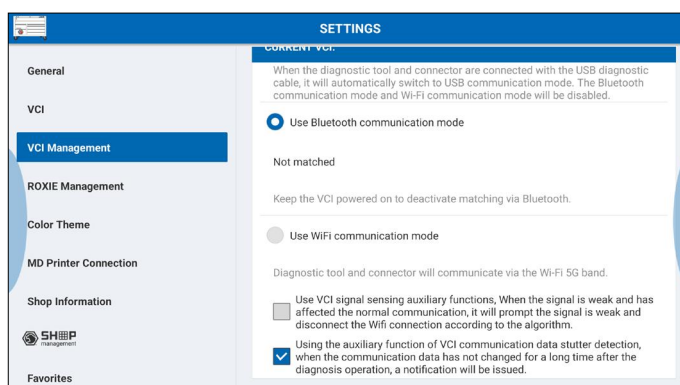 SETTINGS
General
VCI
VCI Management
ROXIE Management
Color Theme
MD Printer Connection
Shop Information
SH P
management
Favorites
CURRENT VCI:
When the diagnostic tool and connector are connected with the USB diagnostic
cable, it will automatically switch to USB communication mode. The Bluetooth
communication mode and Wi-Fi communication mode will be disabled.
Use Bluetooth communication mode
Not matched
Keep the VCI powered on to deactivate matching via Bluetooth.
Use WiFi communication mode
Diagnostic tool and connector will communicate via the Wi-Fi 5G band.
Use VCI signal sensing auxiliary functions, When the signal is weak and has
affected the normal communication, it will prompt the signal is weak and
disconnect the Wifi connection according to the algorithm.
Using the auxiliary function of VCI communication data stutter detection,
when the communication data has not changed for a long time after the
diagnosis operation, a notification will be issued.